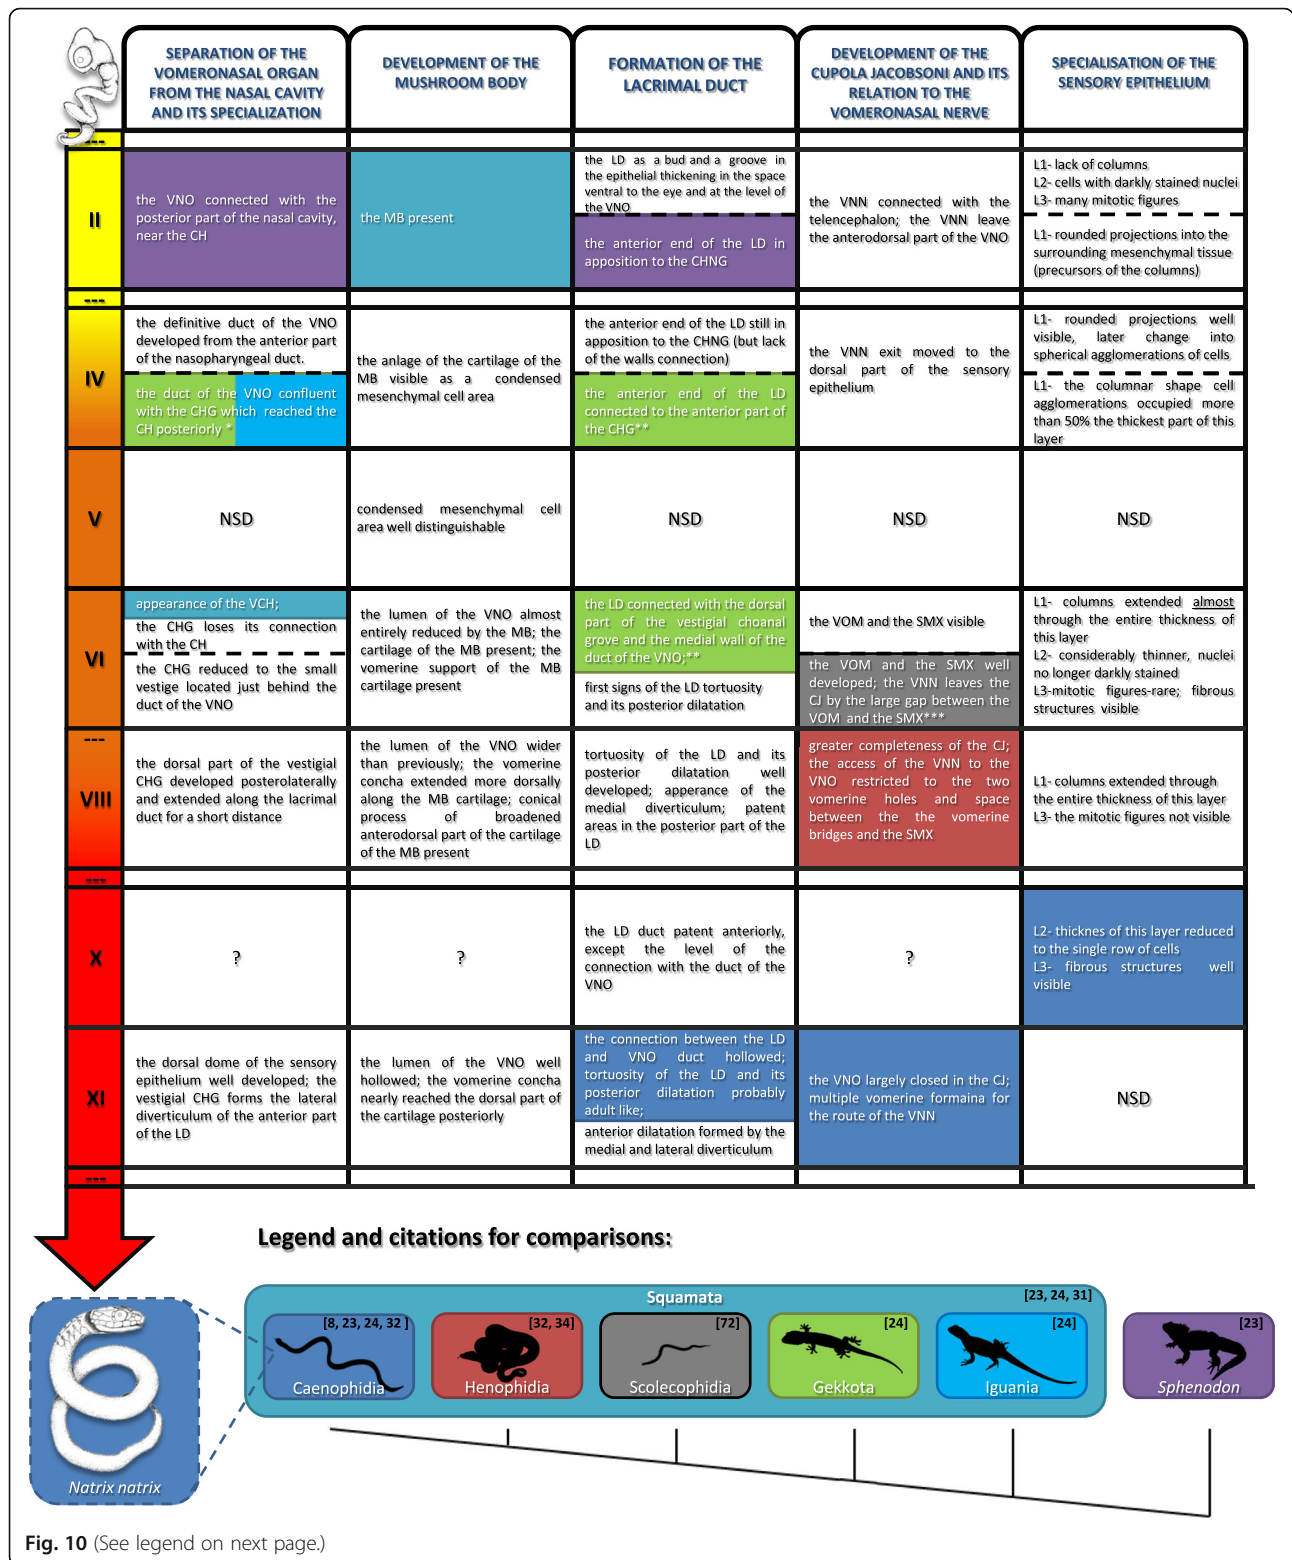 SEPARATION OF THE
VOMERONASAL ORGAN
FROM THE NASAL CAVITY
AND ITS SPECIALIZATION
DEVELOPMENT OF THE
MUSHROOM BODY
FORMATION OF THE
LACRIMAL DUCT
DEVELOPMENT OF THE
CUPOLA JACOBSONI AND ITS
RELATION TO THE
VOMERONASAL NERVE
SPECIALISATION OF THE
SENSORY EPITHELIUM
---
II
the VNO connected with the
posterior part of the nasal cavity,
near the CH
the MB present
the LD as a bud and a groove in
the epithelial thickening in the space
ventral to the eye and at the level of
the VNO
the anterior end of the LD in
apposition to the CHNG
the VNN connected with the
telencephalon; the VNN leave
the anterodorsal part of the VNO
L1- lack of columns
L2- cells with darkly stained nuclei
L3- many mitotic figures
L1- rounded projections into the
surrounding mesenchymal tissue
(precursors of the columns)
---
IV
the definitive duct of the VNO
developed from the anterior part
of the nasopharyngeal duct.
the duct of the VNO confluent
with the CHG which reached the
CH posteriorly *
the anlage of the cartilage of the
MB visible as a condensed
mesenchymal cell area
the anterior end of the LD still in
apposition to the CHNG (but lack
of the walls connection)
the anterior end of the LD
connected to the anterior part of
the CHG**
the VNN exit moved to the
dorsal part of the sensory
epithelium
L1- rounded projections well
visible, later change into
spherical agglomerations of cells
L1- the columnar shape cell
agglomerations occupied more
than 50% the thickest part of this
layer
V
NSD
condensed mesenchymal cell
area well distinguishable
NSD
NSD
NSD
VI
appearance of the VCH;
the CHG loses its connection
with the CH
the CHG reduced to the small
vestige located just behind the
duct of the VNO
the lumen of the VNO almost
entirely reduced by the MB; the
cartilage of the MB present; the
vomerine support of the MB
cartilage present
the LD connected with the dorsal
part of the vestigial choanal
grove and the medial wall of the
duct of the VNO;**
first signs of the LD tortuosity
and its posterior dilatation
the VOM and the SMX visible
the VOM and the SMX well
developed; the VNN leaves the
CJ by the large gap between the
VOM and the SMX***
L1- columns extended almost
through the entire thickness of
this layer
L2- considerably thinner, nuclei
no longer darkly stained
L3-mitotic figures-rare; fibrous
structures visible
---
VIII
the dorsal part of the vestigial
CHG developed posterolaterally
and extended along the lacrimal
duct for a short distance
the lumen of the VNO wider
than previously; the vomerine
concha extended more dorsally
along the MB cartilage; conical
process of broadened
anterodorsal part of the cartilage
of the MB present
tortuosity of the LD and its
posterior dilatation well
developed; apperance of the
medial diverticulum; patent
areas in the posterior part of the
LD
greater completeness of the CJ;
the access of the VNN to the
VNO restricted to the two
vomerine holes and space
between the the vomerine
bridges and the SMX
L1- columns extended through
the entire thickness of this layer
L3- the mitotic figures not visible
---
X
?
?
the LD duct patent anteriorly,
except the level of the
connection with the duct of the
VNO
?
L2- thicknes of this layer reduced
to the single row of cells
L3- fibrous structures well
visible
XI
the dorsal dome of the sensory
epithelium well developed; the
vestigial CHG forms the lateral
diverticulum of the anterior part
of the LD
the lumen of the VNO well
hollowed; the vomerine concha
nearly reached the dorsal part of
the cartilage posteriorly
the connection between the LD
and VNO duct hollowed;
tortuosity of the LD and its
posterior dilatation probably
adult like;
anterior dilatation formed by the
medial and lateral diverticulum
the VNO largely closed in the CJ;
multiple vomerine formaina for
the route of the VNN
NSD
---
Legend and citations for comparisons:
Squamata
[23, 24, 31]
[8, 23, 24, 32 ]
Caenophidia
[32, 34]
Henophidia
[72]
Scolecophidia
[24]
Gekkota
[24]
Iguania
[23]
Sphenodon
Natrix natrix
Fig. 10 (See legend on next page.)